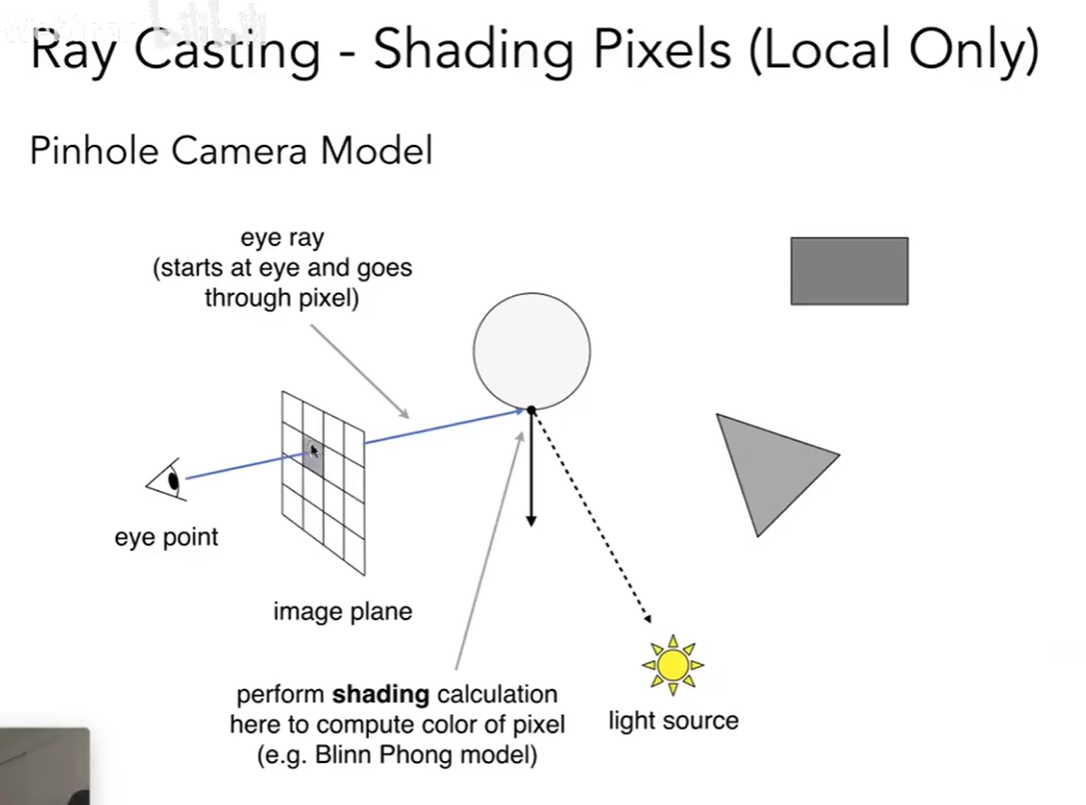 Ray Casting - Shading Pixels (Local Only)
Pinhole Camera Model
eye ray
(starts at eye and goes
through pixel)
eye point
image plane
perform shading calculation
here to compute color of pixel
(e.g. Blinn Phong model)
light source